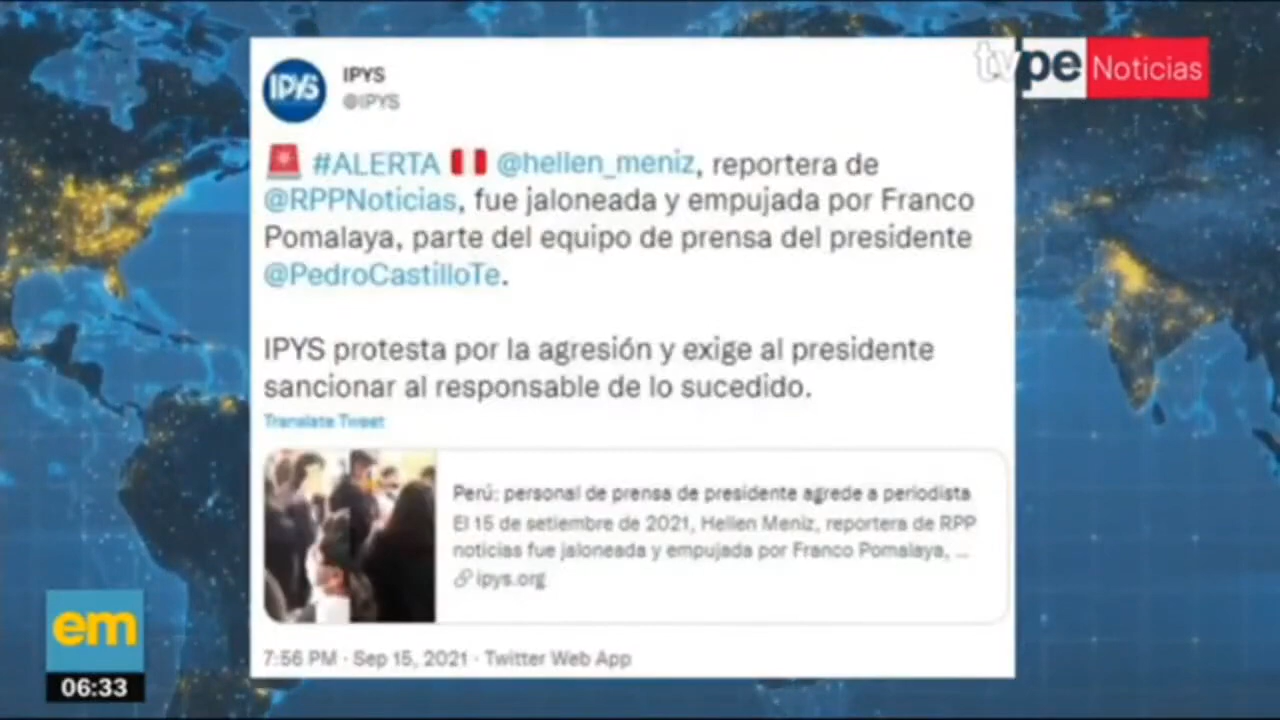 IPYS
IPYS
@IPYS
tvpe Noticias
🚨 #ALERTA 🇵🇪 @hellen_meniz, reportera de
@RPPNoticias, fue jaloneada y empujada por Franco
Pomalaya, parte del equipo de prensa del presidente
@PedroCastilloTe.
IPYS protesta por la agresión y exige al presidente
sancionar al responsable de lo sucedido.
Translate Tweet
Perú: personal de prensa de presidente agrede a periodista
El 15 de setiembre de 2021, Hellen Meniz, reportera de RPP
noticias fue jaloneada y empujada por Franco Pomalaya, ...
ipys.org
7:56 PM · Sep 15, 2021 · Twitter Web App
em
06:33